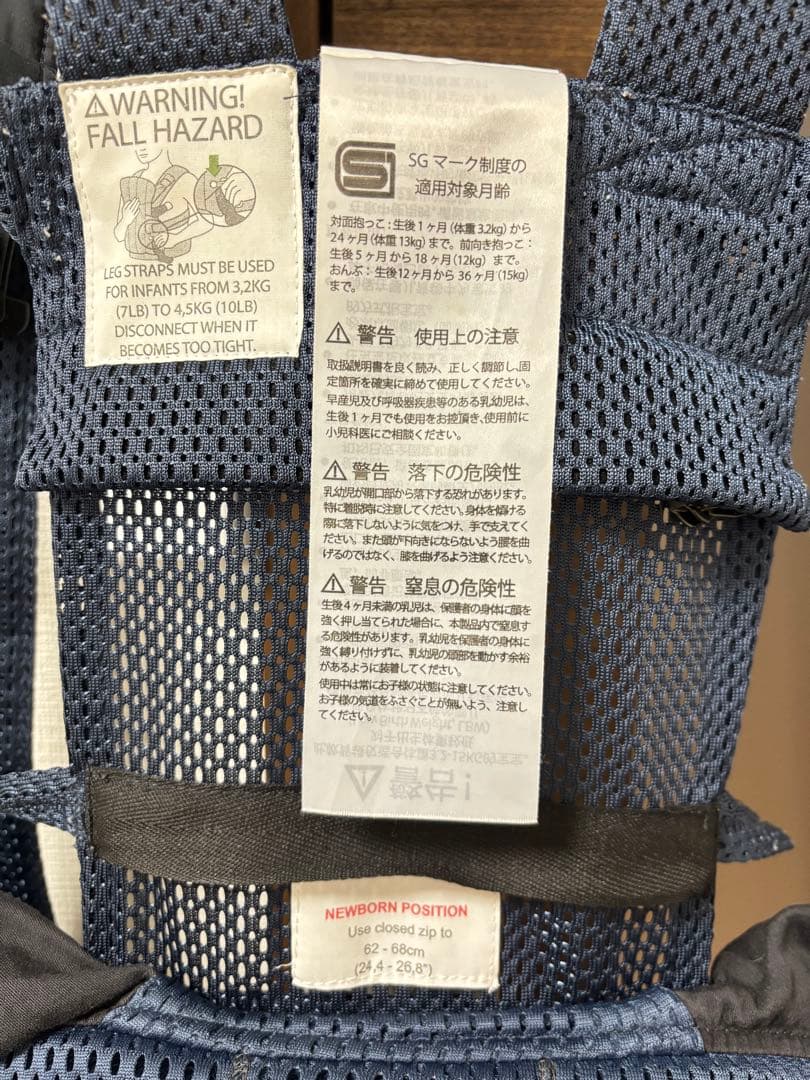 WARNING!
FALL HAZARD
LEG STRAPS MUST BE USED
FOR INFANTS FROM 3,2KG
(7LB) TO 4,5KG (10LB)
DISCONNECT WHEN IT
BECOMES TOO TIGHT.
SG マーク制度の
適用対象月齢
対面抱っこ:生後1ヶ月(体重3.2kg)から
24ヶ月(体重13kg)まで。前向き抱っこ:
生後5ヶ月から18ヶ月(12kg)まで。
おんぶ:生後12ヶ月から36ヶ月(15kg)
まで。
警告 使用上の注意
取扱説明書を良く読み、正しく調節し、固
定箇所を確実に締めて使用してください。
早産児及び呼吸器疾患等のある乳幼児は、
生後1ヶ月でも使用をお控頂き、使用前に
小児科医にご相談ください。
警告 落下の危険性
乳幼児が開口部から落下する恐れがあります。
特に着脱時に注意してください。身体を傾ける
際に落下しないように気をつけ、手で支えてく
ださい。また頭が下向きにならないよう腰を曲
げるのではなく、膝を曲げるよう注意ください。
警告 窒息の危険性
生後4ヶ月未満の乳児は、保護者の身体に顔を
強く押し当てられた場合に、本製品内で窒息す
る危険性があります。乳幼児を保護者の身体に
強く縛り付けずに、乳幼児の頭部を動かす余裕
があるように装着してください。
使用中は常にお子様の状態に注意してください。
お子様の気道をふさぐことが無いよう、注意し
てください。
NEWBORN POSITION
Use closed zip to
62 - 68cm
(24,4 - 26,8")